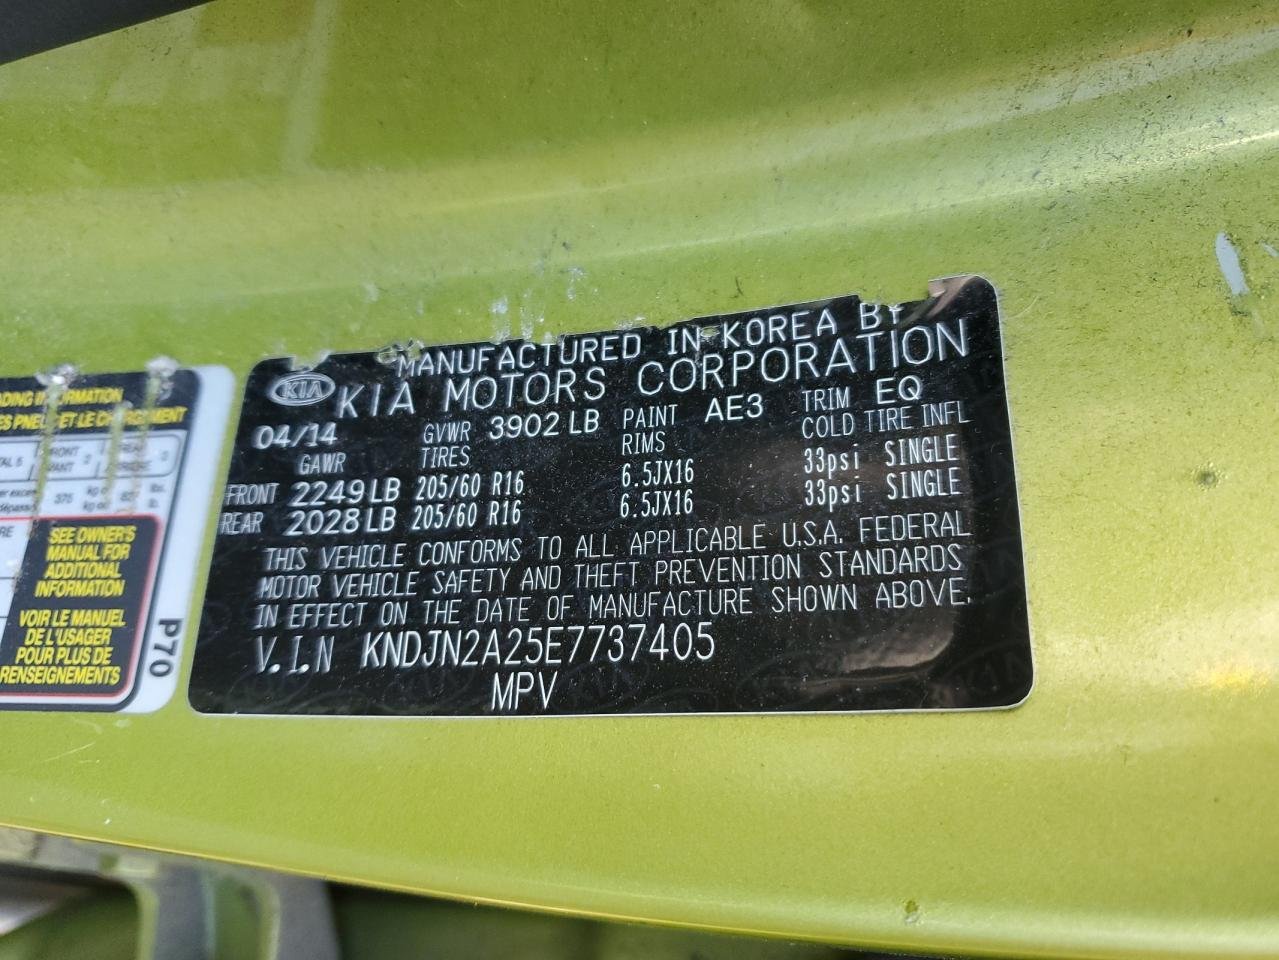 MANUFACTURED IN KOREA BY
KIA
KIA MOTORS CORPORATION
04/14 GVWR 3902 LB PAINT AE3 TRIM EQ
GAWR TIRES RIMS COLD TIRE INFL
FRONT 2249LB 205/60 R16 6.5JX16 33psi SINGLE
REAR 2028LB 205/60 R16 6.5JX16 33psi SINGLE
THIS VEHICLE CONFORMS TO ALL APPLICABLE U.S.A. FEDERAL
MOTOR VEHICLE SAFETY AND THEFT PREVENTION STANDARDS
IN EFFECT ON THE DATE OF MANUFACTURE SHOWN ABOVE.
V.I.N KNDJN2A25E7737405
MPV
SEE OWNER'S
MANUAL FOR
ADDITIONAL
INFORMATION
VOIR LE MANUEL
DE L'USAGER
POUR PLUS DE
RENSEIGNEMENTS
P70